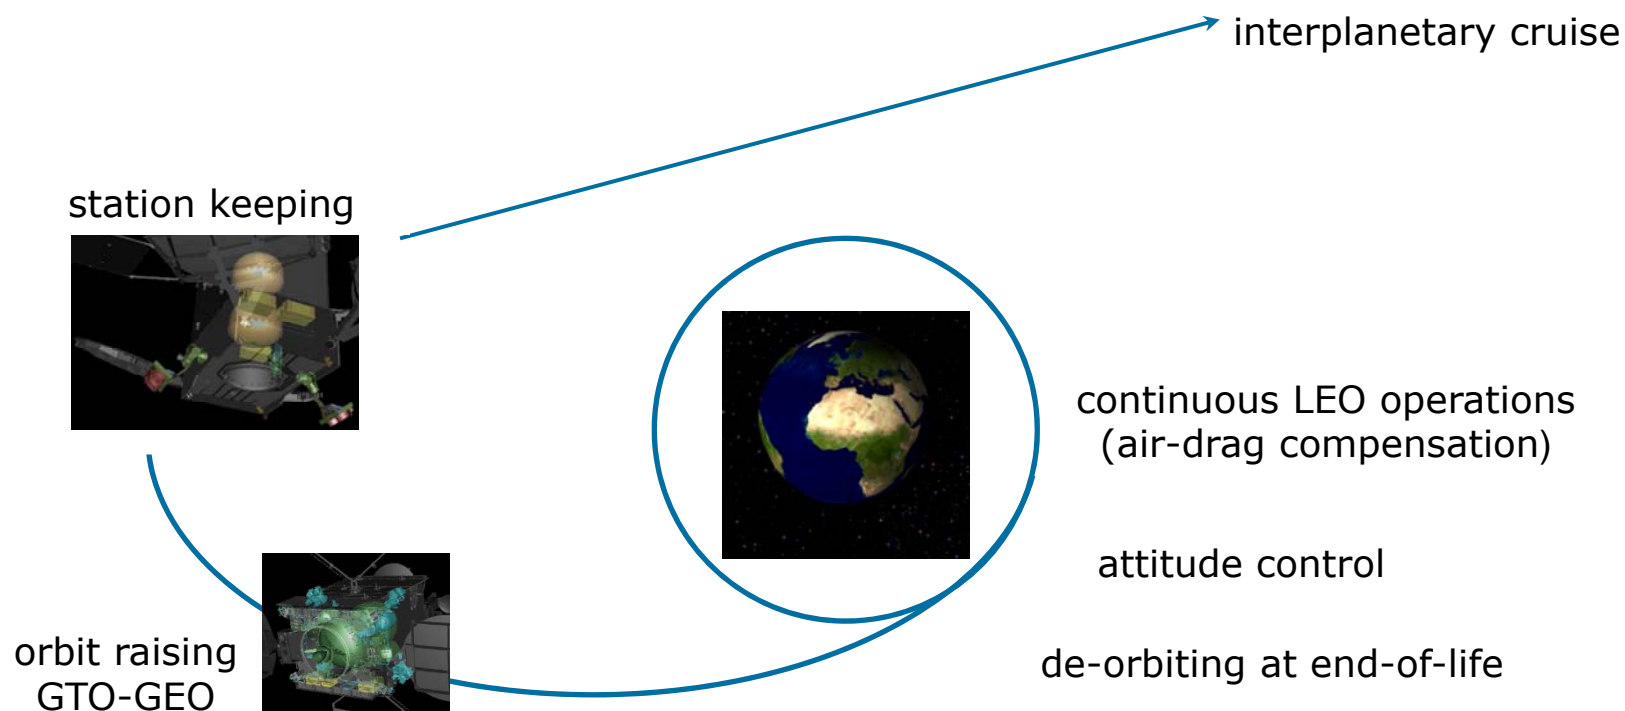 interplanetary cruise
station keeping
continuous LEO operations
(air-drag compensation)
attitude control
orbit raising
GTO-GEO
de-orbiting at end-of-life